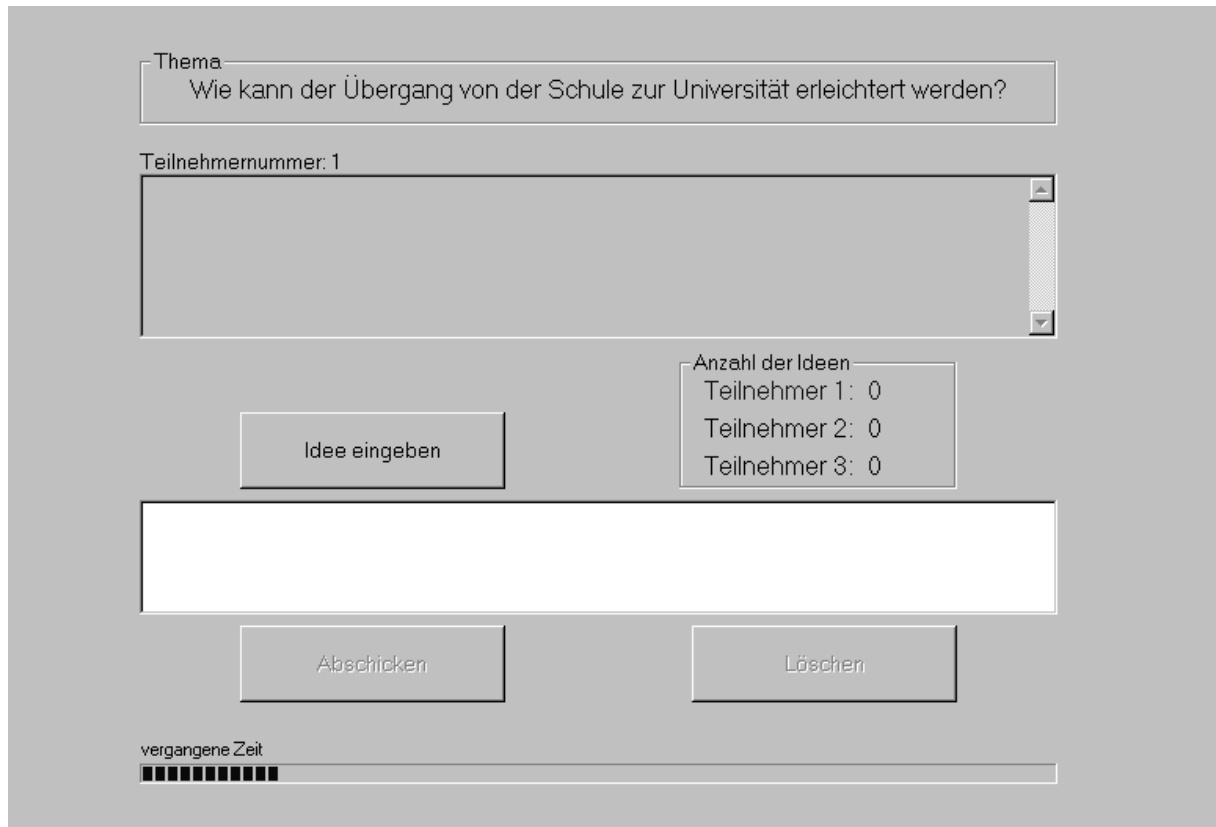 Thema
Wie kann der Übergang von der Schule zur Universität erleichtert werden?
Teilnehmernummer: 1
Anzahl der Ideen
Teilnehmer 1: 0
Teilnehmer 2: 0
Teilnehmer 3: 0
Idee eingeben
Abschicken
Löschen
vergangene Zeit